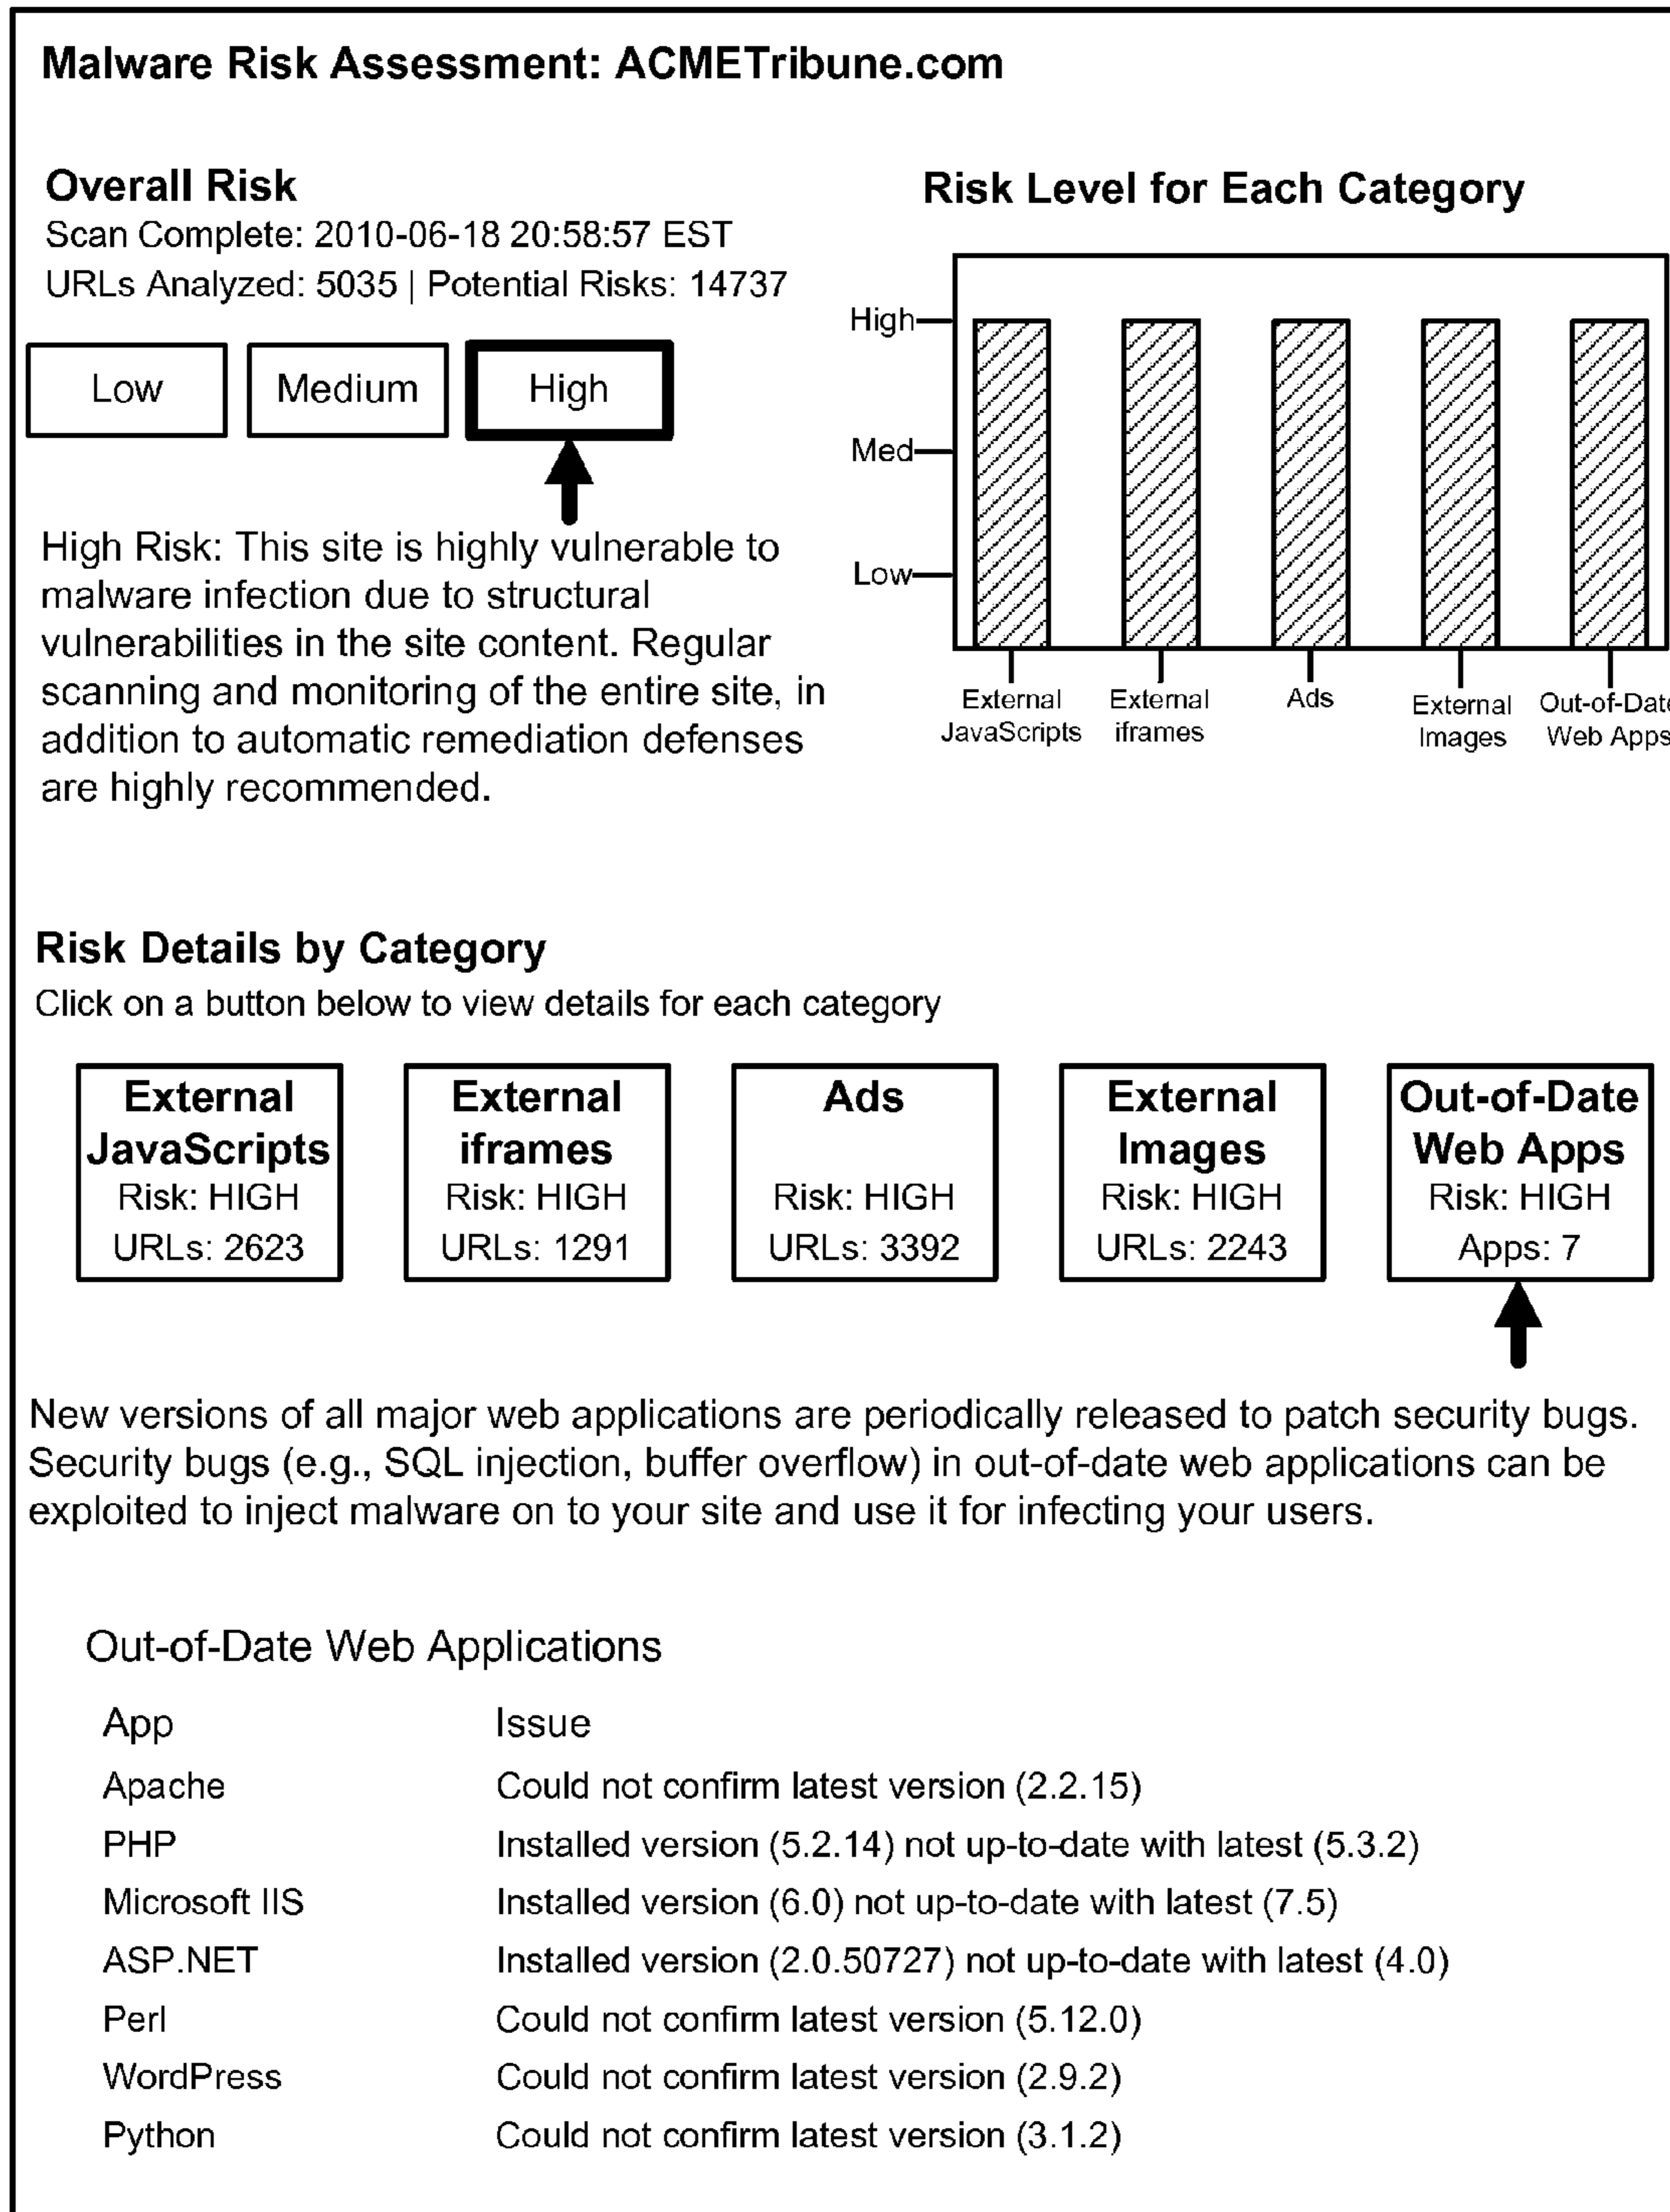 Malware Risk Assessment: ACMETribune.com
Overall Risk
Scan Complete: 2010-06-18 20:58:57 EST
URLs Analyzed: 5035 | Potential Risks: 14737
Low
Medium
High
High Risk: This site is highly vulnerable to
malware infection due to structural
vulnerabilities in the site content. Regular
scanning and monitoring of the entire site, in
addition to automatic remediation defenses
are highly recommended.
Risk Level for Each Category
High
Med
Low
External
JavaScripts
External
iframes
Ads
External
Images
Out-of-Date
Web Apps
Risk Details by Category
Click on a button below to view details for each category
External
JavaScripts
Risk: HIGH
URLs: 2623
External
iframes
Risk: HIGH
URLs: 1291
Ads
Risk: HIGH
URLs: 3392
External
Images
Risk: HIGH
URLs: 2243
Out-of-Date
Web Apps
Risk: HIGH
Apps: 7
New versions of all major web applications are periodically released to patch security bugs.
Security bugs (e.g., SQL injection, buffer overflow) in out-of-date web applications can be
exploited to inject malware on to your site and use it for infecting your users.
Out-of-Date Web Applications
App Issue
Apache Could not confirm latest version (2.2.15)
PHP Installed version (5.2.14) not up-to-date with latest (5.3.2)
Microsoft IIS Installed version (6.0) not up-to-date with latest (7.5)
ASP.NET Installed version (2.0.50727) not up-to-date with latest (4.0)
Perl Could not confirm latest version (5.12.0)
WordPress Could not confirm latest version (2.9.2)
Python Could not confirm latest version (3.1.2)